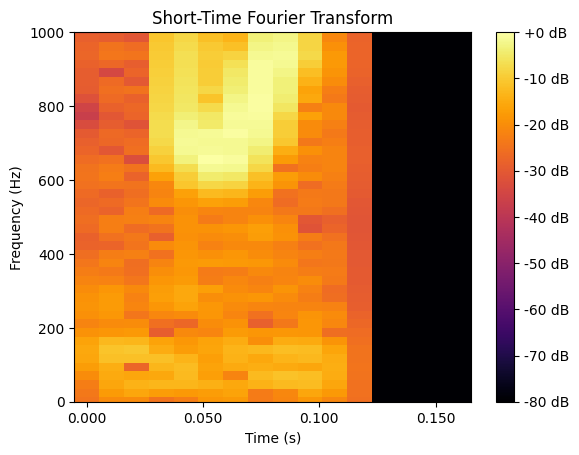 Short-Time Fourier Transform
1000
800
600
400
200
0
Frequency (Hz)
0.000
0.050
0.100
0.150
Time (s)
+0 dB
-10 dB
-20 dB
-30 dB
-40 dB
-50 dB
-60 dB
-70 dB
-80 dB